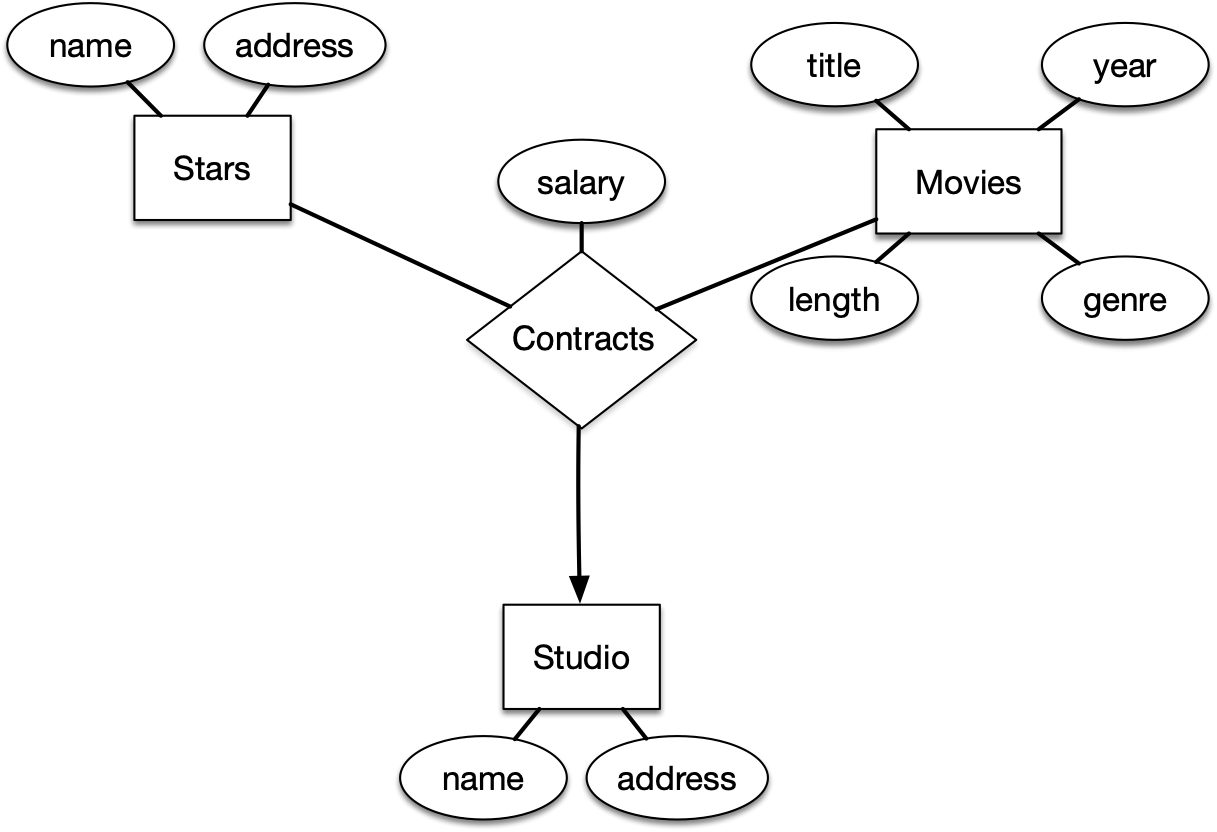 name
address
title
year
Stars
salary
Movies
length
genre
Contracts
Studio
name
address